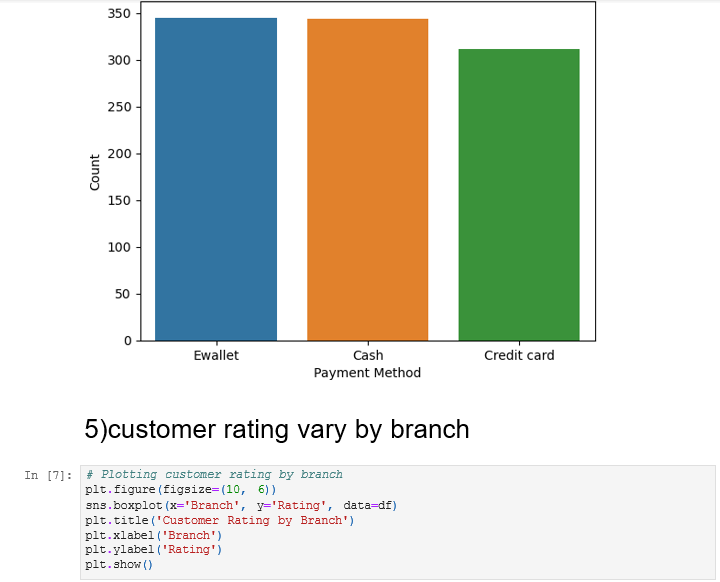 350
300
250
200
150
100
50
0
Count
Ewallet Cash Credit card
Payment Method
5)customer rating vary by branch
In [7]: # Plotting customer rating by branch
plt.figure(figsize=(10, 6))
sns.boxplot(x='Branch', y='Rating', data=df)
plt.title('Customer Rating by Branch')
plt.xlabel('Branch')
plt.ylabel('Rating')
plt.show()